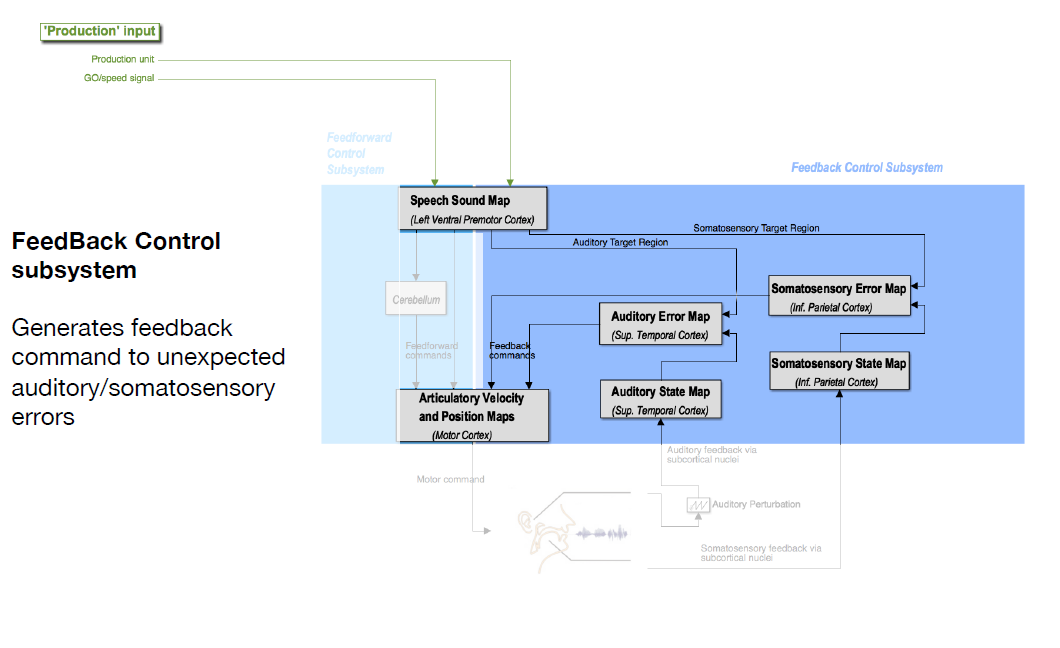 'Production' input
Production unit
GO/speed signal
Feedforward
Control
Subsystem
Feedback Control Subsystem
Speech Sound Map
(Left Ventral Premotor Cortex)
Somatosensory Target Region
Auditory Target Region
FeedBack Control
subsystem
Generates feedback
command to unexpected
auditory/somatosensory
errors
Cerebellum
Somatosensory Error Map
(Inf. Parietal Cortex)
Auditory Error Map
(Sup. Temporal Cortex)
Feedforward
commands
Feedback
commands
Somatosensory State Map
(Inf. Parietal Cortex)
Auditory State Map
(Sup. Temporal Cortex)
Articulatory Velocity
and Position Maps
(Motor Cortex)
Auditory feedback via
subcortical nuclei
Motor command
Auditory Perturbation
Somatosensory feedback via
subcortical nuclei